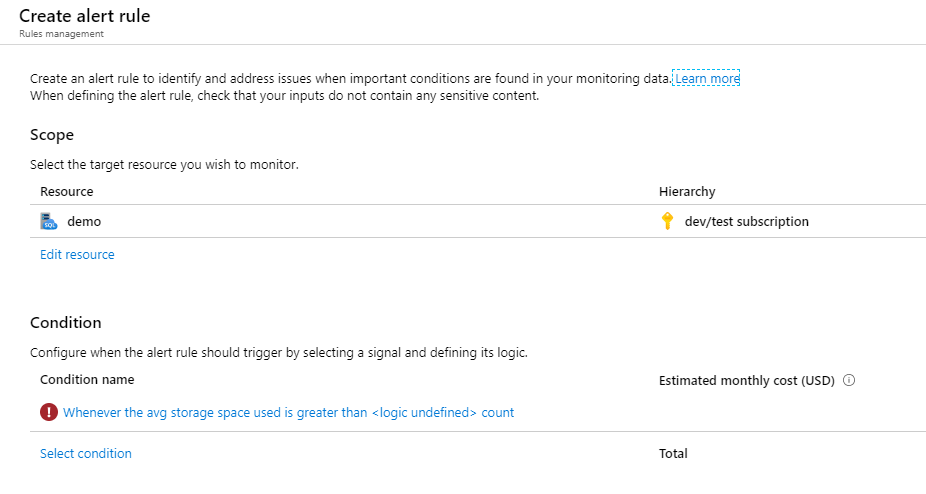 Create alert rule
Rules management
Create an alert rule to identify and address issues when important conditions are found in your monitoring data. Learn more
When defining the alert rule, check that your inputs do not contain any sensitive content.
Scope
Select the target resource you wish to monitor.
Resource Hierarchy
SQL demo dev/test subscription
Edit resource
Condition
Configure when the alert rule should trigger by selecting a signal and defining its logic.
Condition name Estimated monthly cost (USD)
Whenever the avg storage space used is greater than <logic undefined> count
Select condition Total